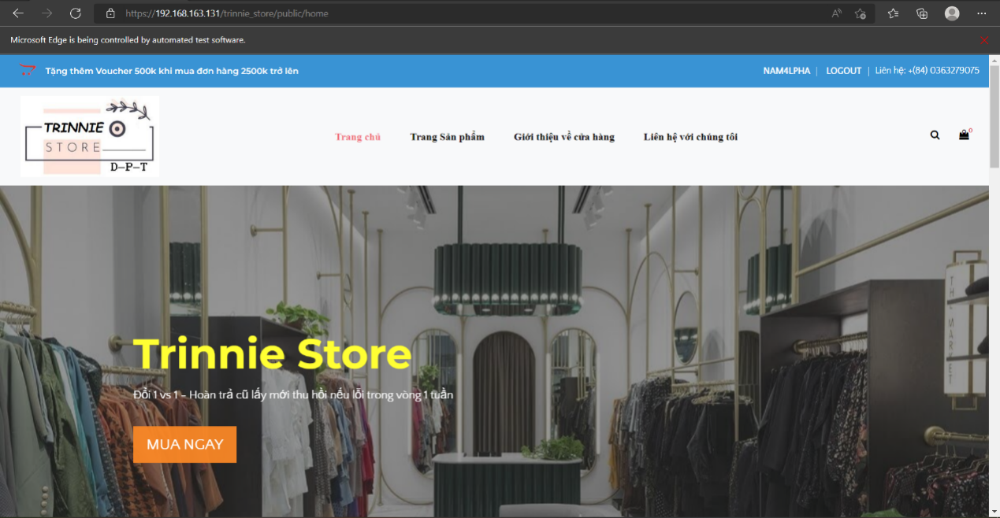 https://192.168.163.131/trinnie_store/public/home
Microsoft Edge is being controlled by automated test software.
Tặng thêm Voucher 500k khi mua đơn hàng 2500k trở lên
NAM4LPHA | LOGOUT | Liên hệ: +(84) 0363279075
TRINNIE
STORE
D-P-T
Trang chủ Trang Sản phẩm Giới thiệu về cửa hàng Liên hệ với chúng tôi
0
THE MARKET
Trinnie Store
Đổi 1 vs 1 - Hoàn trả cũ lấy mới thu hồi nếu lỗi trong vòng 1 tuần
MUA NGAY